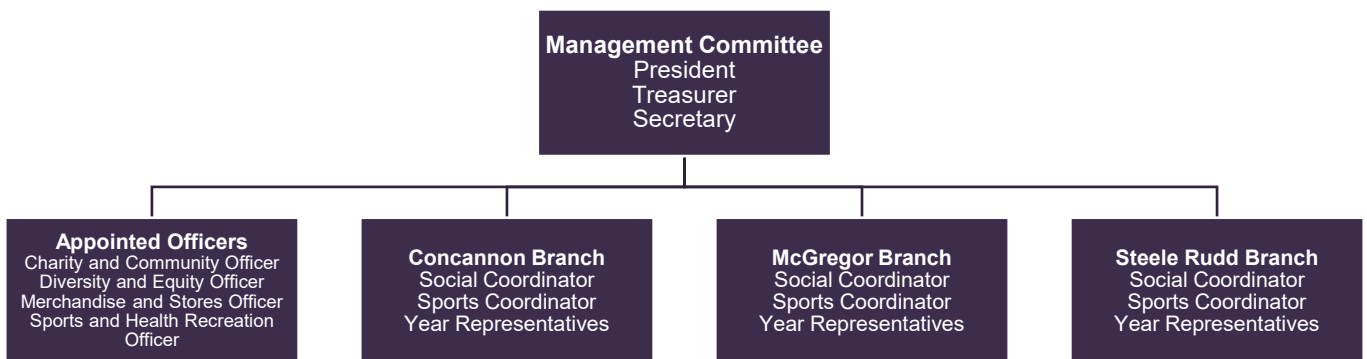 Management Committee
President
Treasurer
Secretary
Appointed Officers
Charity and Community Officer
Diversity and Equity Officer
Merchandise and Stores Officer
Sports and Health Recreation
Officer
Concannon Branch
Social Coordinator
Sports Coordinator
Year Representatives
McGregor Branch
Social Coordinator
Sports Coordinator
Year Representatives
Steele Rudd Branch
Social Coordinator
Sports Coordinator
Year Representatives